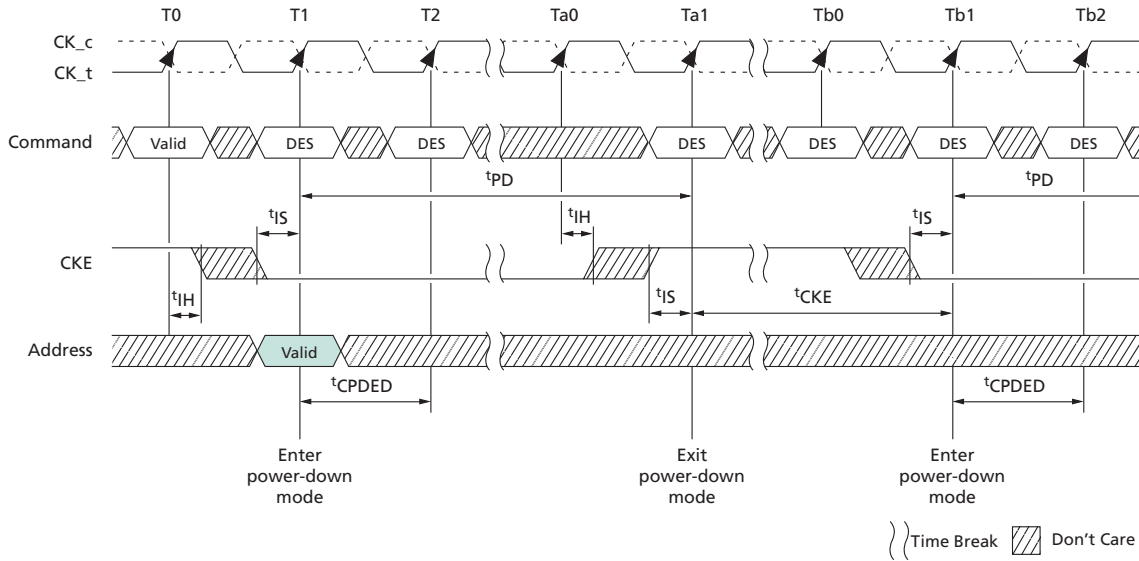 T0 T1 T2 Ta0 Ta1 Tb0 Tb1 Tb2
CK_c
CK_t
Command Valid DES DES DES DES DES DES
tPD tPD
tIS tIH tIS
CKE
tIH tIS tCKE
Address Valid
tCPDED tCPDED
Enter
power-down
mode
Exit
power-down
mode
Enter
power-down
mode
Time Break Don't Care